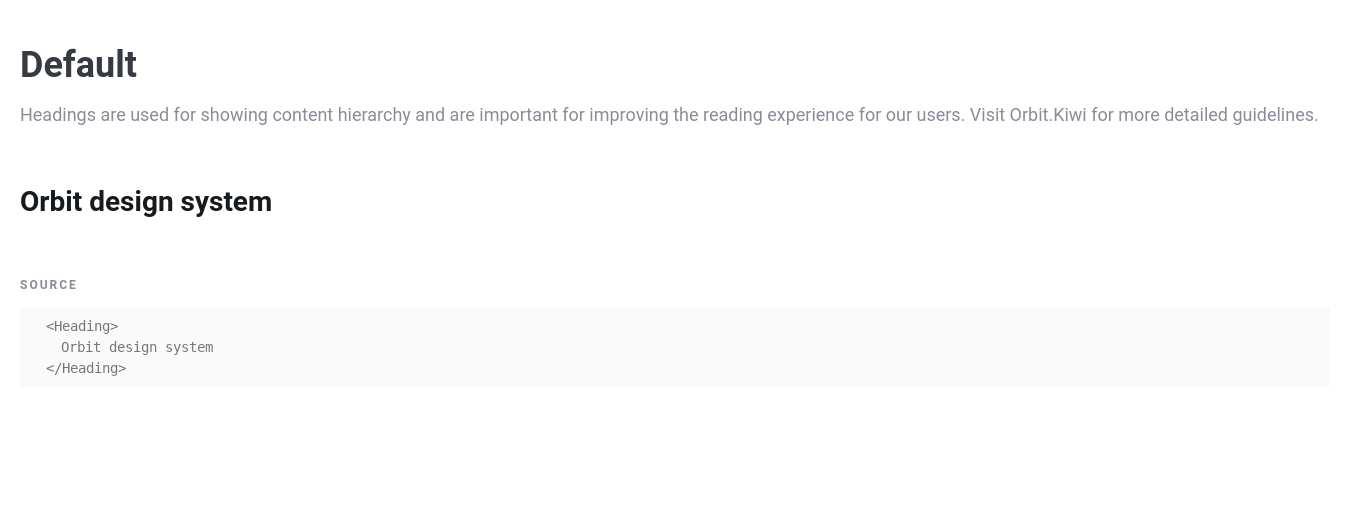 Default
Headings are used for showing content hierarchy and are important for improving the reading experience for our users. Visit Orbit.Kiwi for more detailed guidelines.
Orbit design system
SOURCE
<Heading>
  Orbit design system
</Heading>